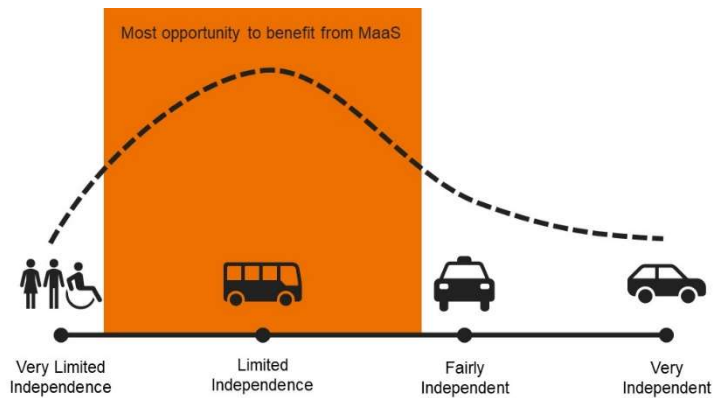 Most opportunity to benefit from MaaS
Very Limited
Independence
Limited
Independence
Fairly
Independent
Very
Independent